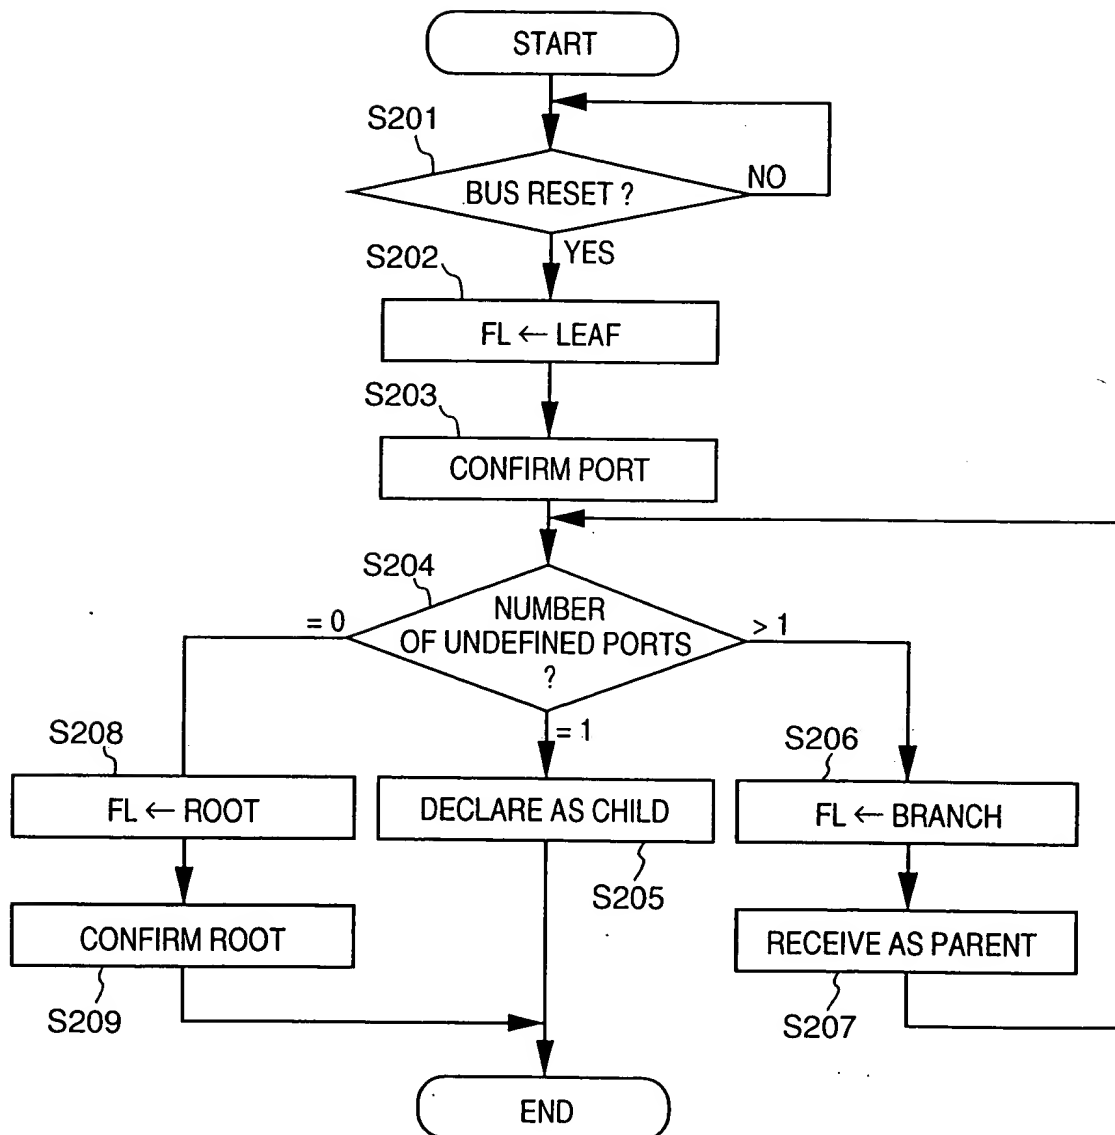 START
S201
BUS RESET ?
NO
YES
S202
FL ← LEAF
S203
CONFIRM PORT
S204
NUMBER
OF UNDEFINED PORTS
?
= 0
> 1
= 1
S208
FL ← ROOT
DECLARE AS CHILD
S205
S206
FL ← BRANCH
CONFIRM ROOT
S209
RECEIVE AS PARENT
S207
END